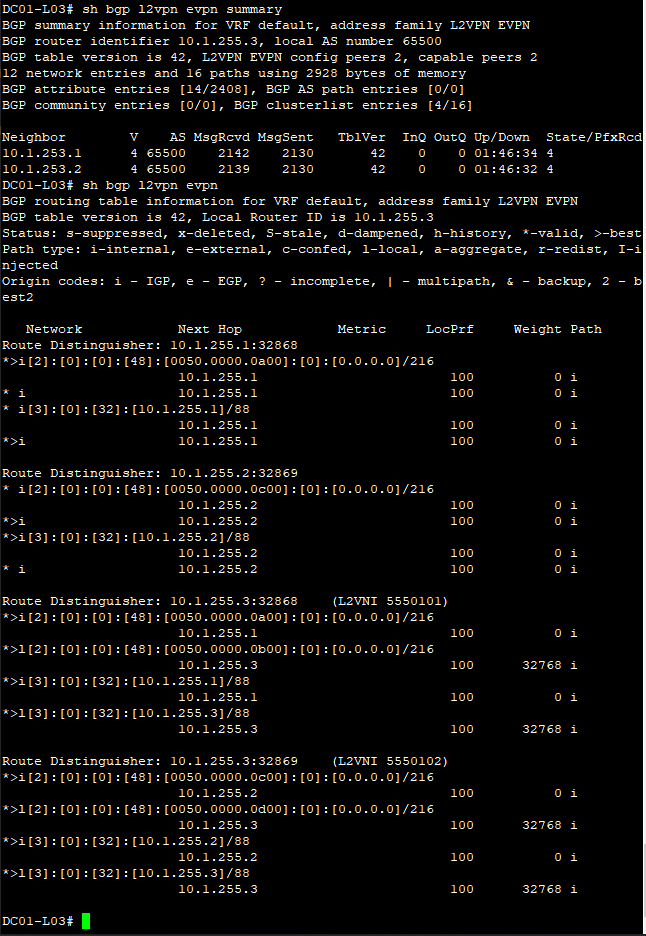 DC01-L03# sh bgp l2vpn evpn summary
BGP summary information for VRF default, address family L2VPN EVPN
BGP router identifier 10.1.255.3, local AS number 65500
BGP table version is 42, L2VPN EVPN config peers 2, capable peers 2
12 network entries and 16 paths using 2928 bytes of memory
BGP attribute entries [14/2408], BGP AS path entries [0/0]
BGP community entries [0/0], BGP clusterlist entries [4/16]

Neighbor        V    AS MsgRcvd MsgSent   TblVer  InQ OutQ Up/Down  State/PfxRcd
10.1.253.1      4 65500    2142    2130       42    0    0 01:46:34 4
10.1.253.2      4 65500    2139    2130       42    0    0 01:46:32 4
DC01-L03# sh bgp l2vpn evpn
BGP routing table information for VRF default, address family L2VPN EVPN
BGP table version is 42, Local Router ID is 10.1.255.3
Status: s-suppressed, x-deleted, S-stale, d-dampened, h-history, *-valid, >-best
Path type: i-internal, e-external, c-confed, l-local, a-aggregate, r-redist, I-i
njected
Origin codes: i - IGP, e - EGP, ? - incomplete, | - multipath, & - backup, 2 - b
est2

   Network            Next Hop            Metric     LocPrf     Weight Path
Route Distinguisher: 10.1.255.1:32868
*>i[2]:[0]:[0]:[48]:[0050.0000.0a00]:[0]:[0.0.0.0]/216
                      10.1.255.1                        100          0 i
* i                   10.1.255.1                        100          0 i
* i[3]:[0]:[32]:[10.1.255.1]/88
                      10.1.255.1                        100          0 i
*>i                   10.1.255.1                        100          0 i

Route Distinguisher: 10.1.255.2:32869
* i[2]:[0]:[0]:[48]:[0050.0000.0c00]:[0]:[0.0.0.0]/216
                      10.1.255.2                        100          0 i
*>i                   10.1.255.2                        100          0 i
*>i[3]:[0]:[32]:[10.1.255.2]/88
                      10.1.255.2                        100          0 i
* i                   10.1.255.2                        100          0 i

Route Distinguisher: 10.1.255.3:32868    (L2VNI 5550101)
*>i[2]:[0]:[0]:[48]:[0050.0000.0a00]:[0]:[0.0.0.0]/216
                      10.1.255.1                        100          0 i
*>l[2]:[0]:[0]:[48]:[0050.0000.0b00]:[0]:[0.0.0.0]/216
                      10.1.255.3                        100      32768 i
*>i[3]:[0]:[32]:[10.1.255.1]/88
                      10.1.255.1                        100          0 i
*>l[3]:[0]:[32]:[10.1.255.3]/88
                      10.1.255.3                        100      32768 i

Route Distinguisher: 10.1.255.3:32869    (L2VNI 5550102)
*>i[2]:[0]:[0]:[48]:[0050.0000.0c00]:[0]:[0.0.0.0]/216
                      10.1.255.2                        100          0 i
*>l[2]:[0]:[0]:[48]:[0050.0000.0d00]:[0]:[0.0.0.0]/216
                      10.1.255.3                        100      32768 i
*>i[3]:[0]:[32]:[10.1.255.2]/88
                      10.1.255.2                        100          0 i
*>l[3]:[0]:[32]:[10.1.255.3]/88
                      10.1.255.3                        100      32768 i

DC01-L03#